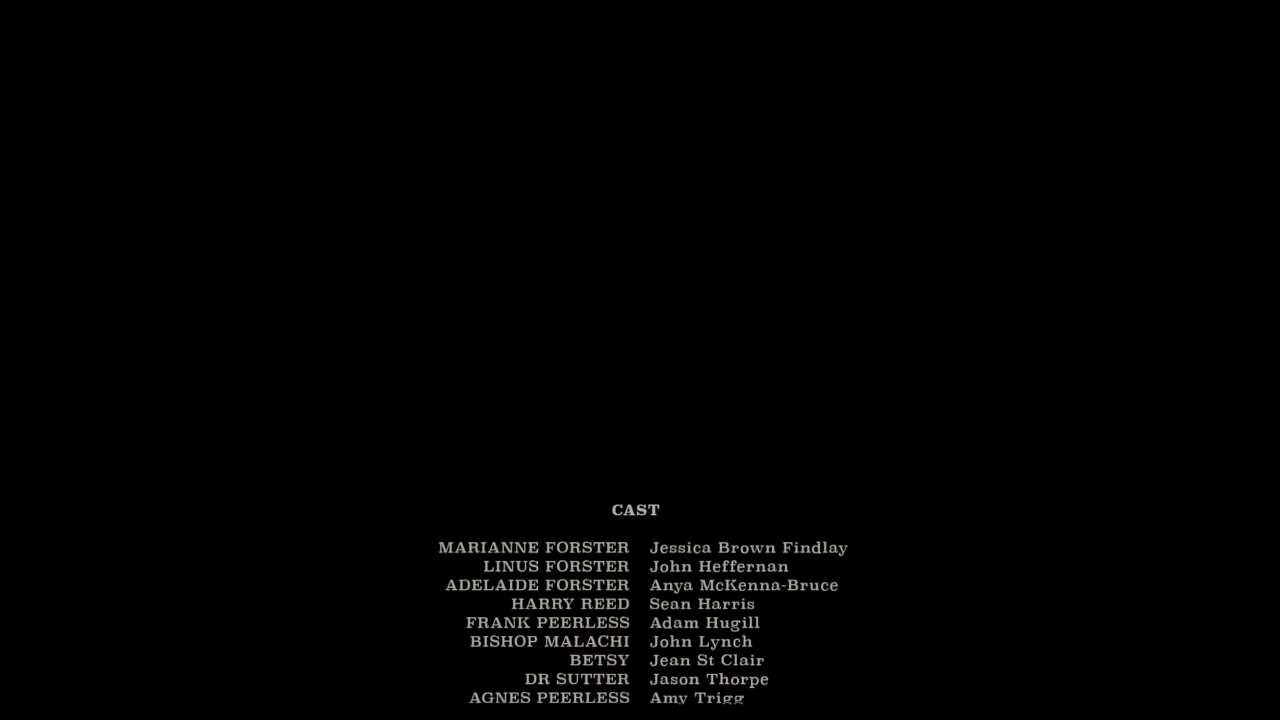 CAST
MARIANNE FORSTER Jessica Brown Findlay
LINUS FORSTER John Heffernan
ADELAIDE FORSTER Anya McKenna-Bruce
HARRY REED Sean Harris
FRANK PEERLESS Adam Hugill
BISHOP MALACHI John Lynch
BETSY Jean St Clair
DR SUTTER Jason Thorpe
AGNES PEERLESS Amy Trigg